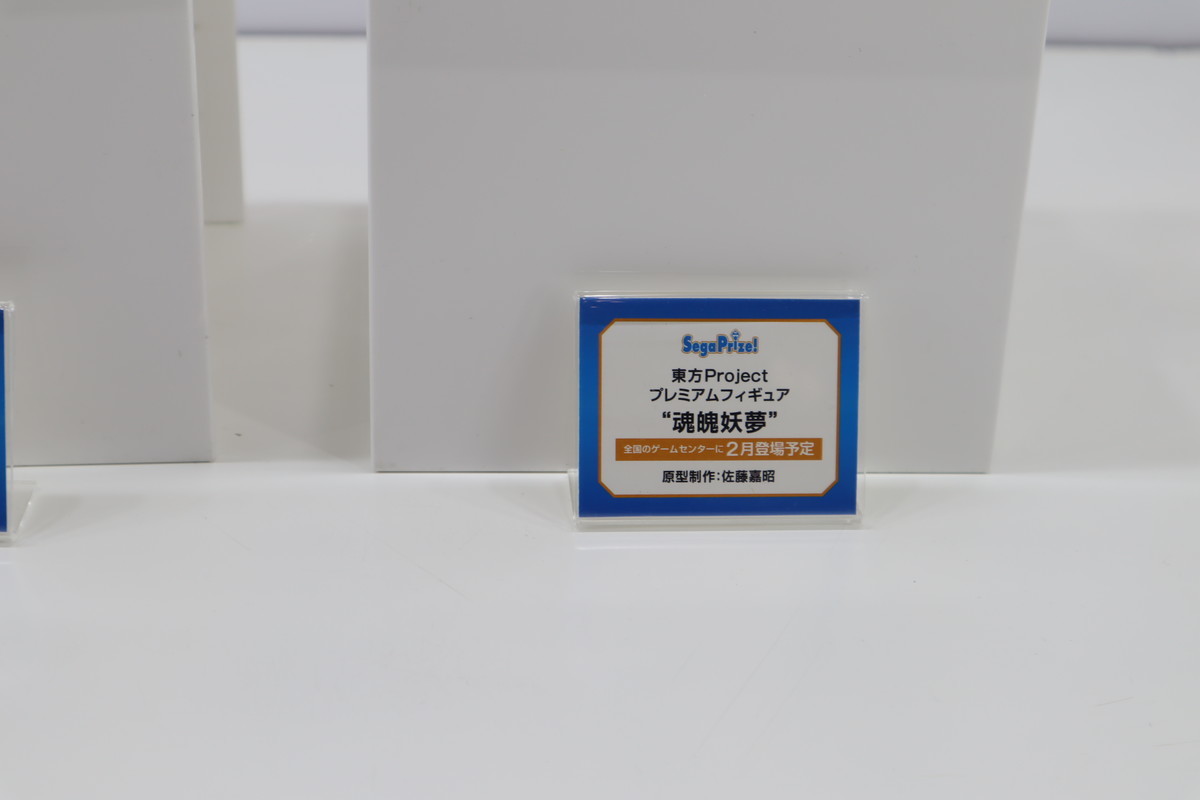 SegaPrize!
東方Project
プレミアムフィギュア
“魂魄妖夢”
全国のゲームセンターに2月登場予定
原型制作:佐藤嘉昭